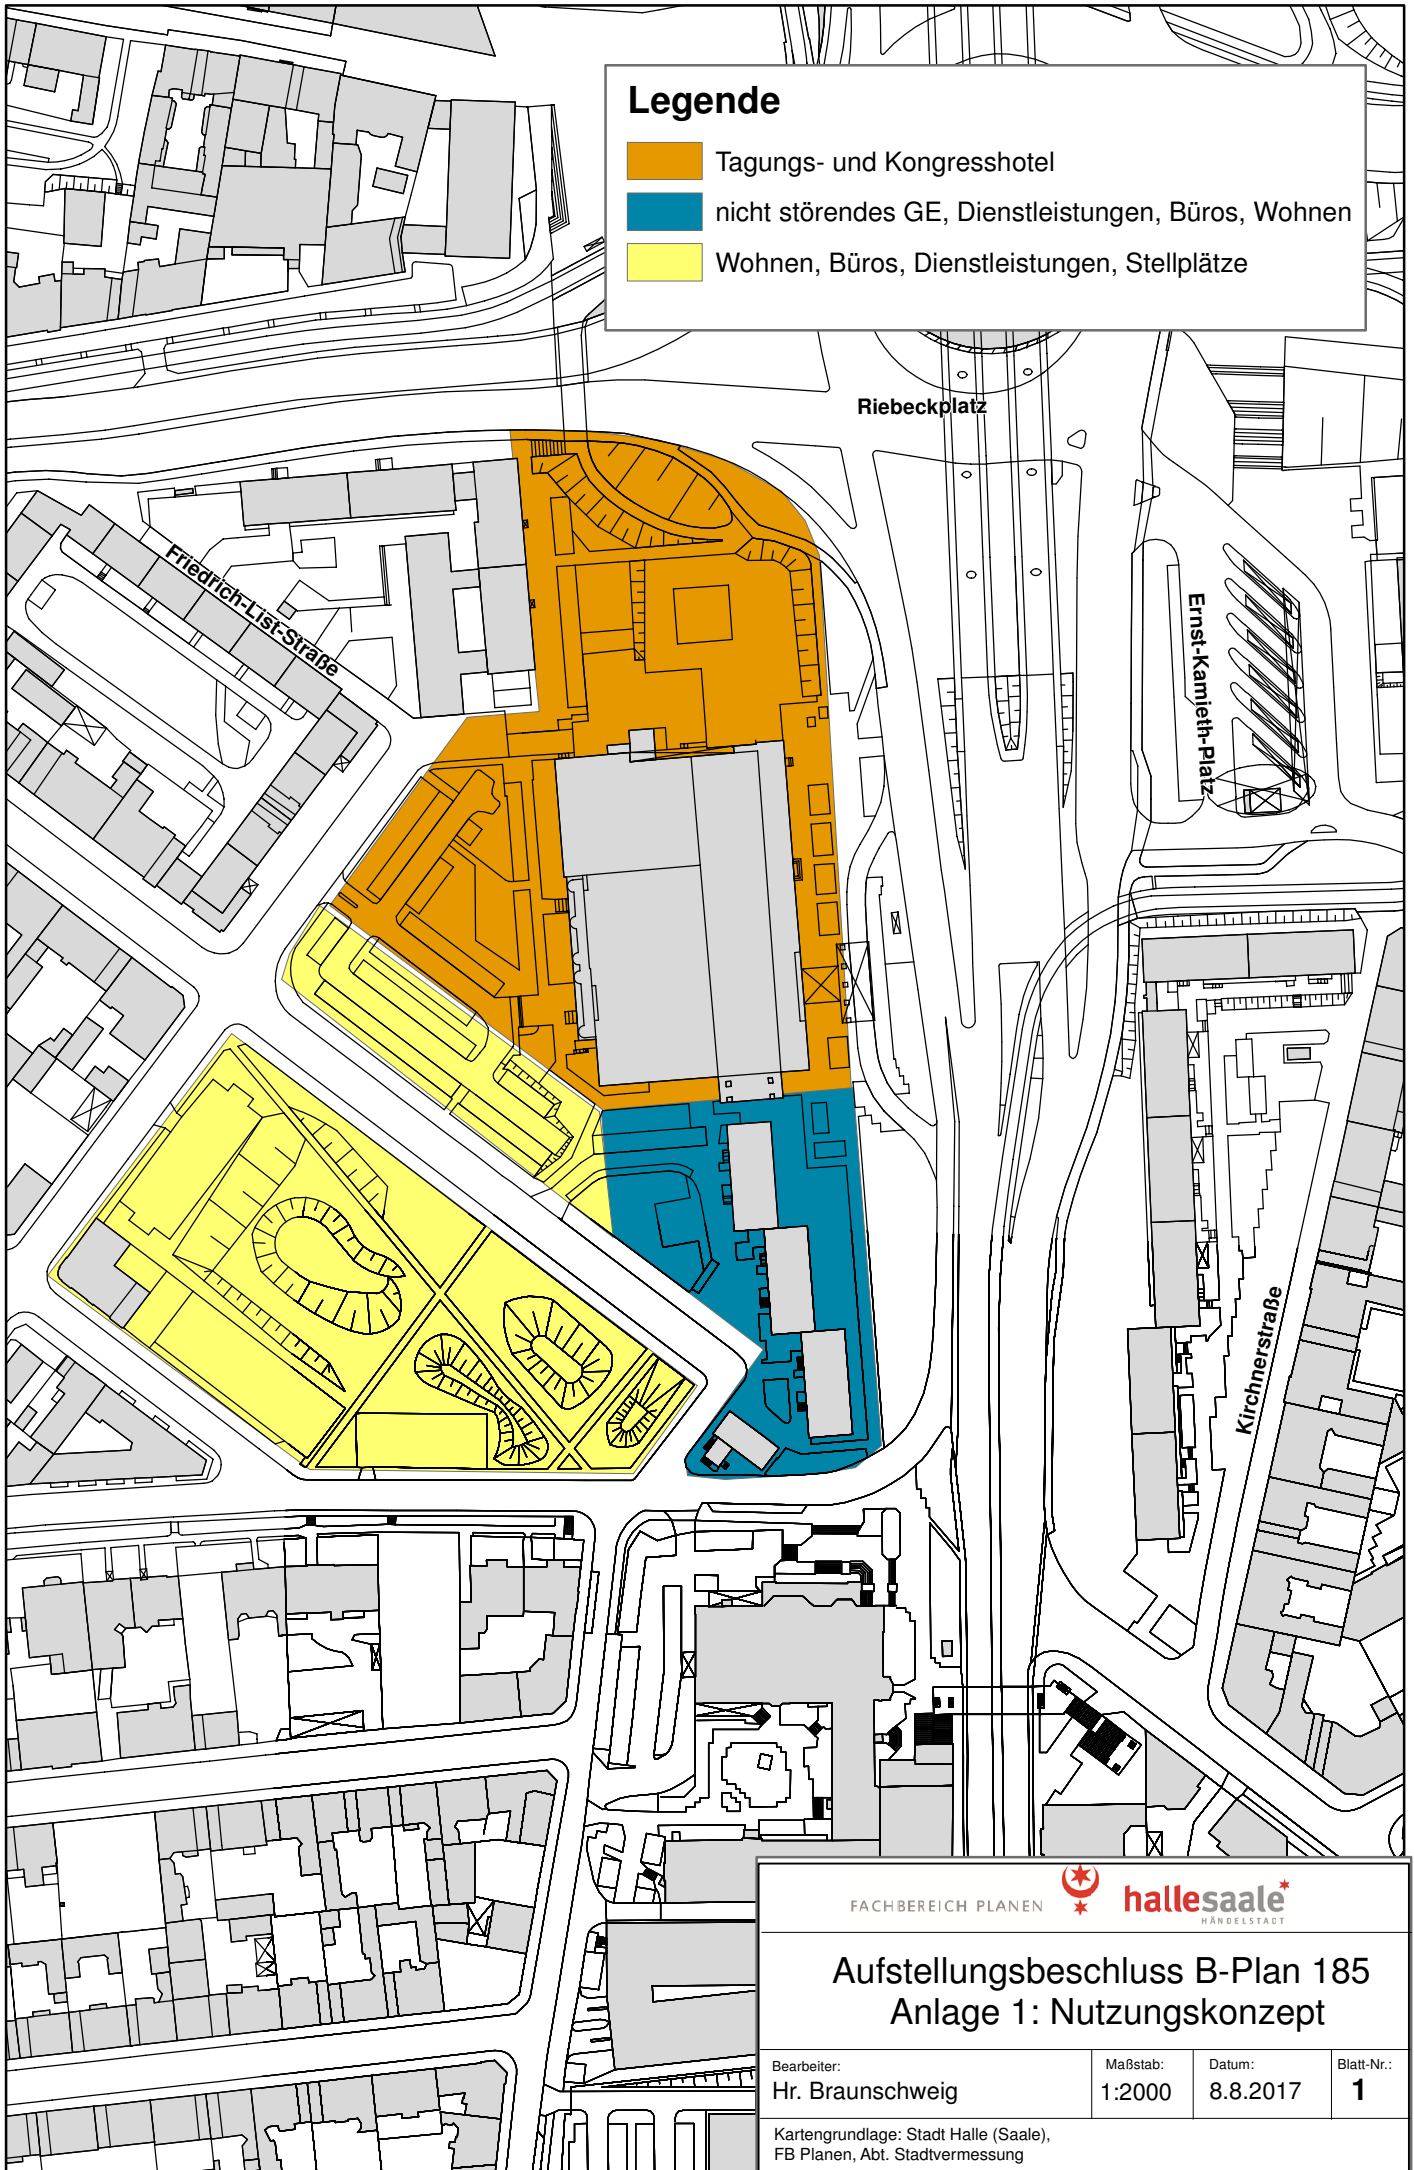 Legende
Tagungs- und Kongresshotel
nicht störendes GE, Dienstleistungen, Büros, Wohnen
Wohnen, Büros, Dienstleistungen, Stellplätze
Riebeckplatz
Friedrich-List-Straße
Ernst-Kamieth-Platz
Kirchnerstraße
FACHBEREICH PLANEN
hallesaale
HÄNDELSTADT
Aufstellungsbeschluss B-Plan 185
Anlage 1: Nutzungskonzept
Bearbeiter:
Hr. Braunschweig
Maßstab:
1:2000
Datum:
8.8.2017
Blatt-Nr.:
1
Kartengrundlage: Stadt Halle (Saale),
FB Planen, Abt. Stadtvermessung